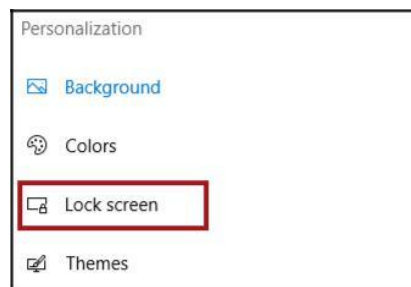 Personalization
Background
Colors
Lock screen
Themes